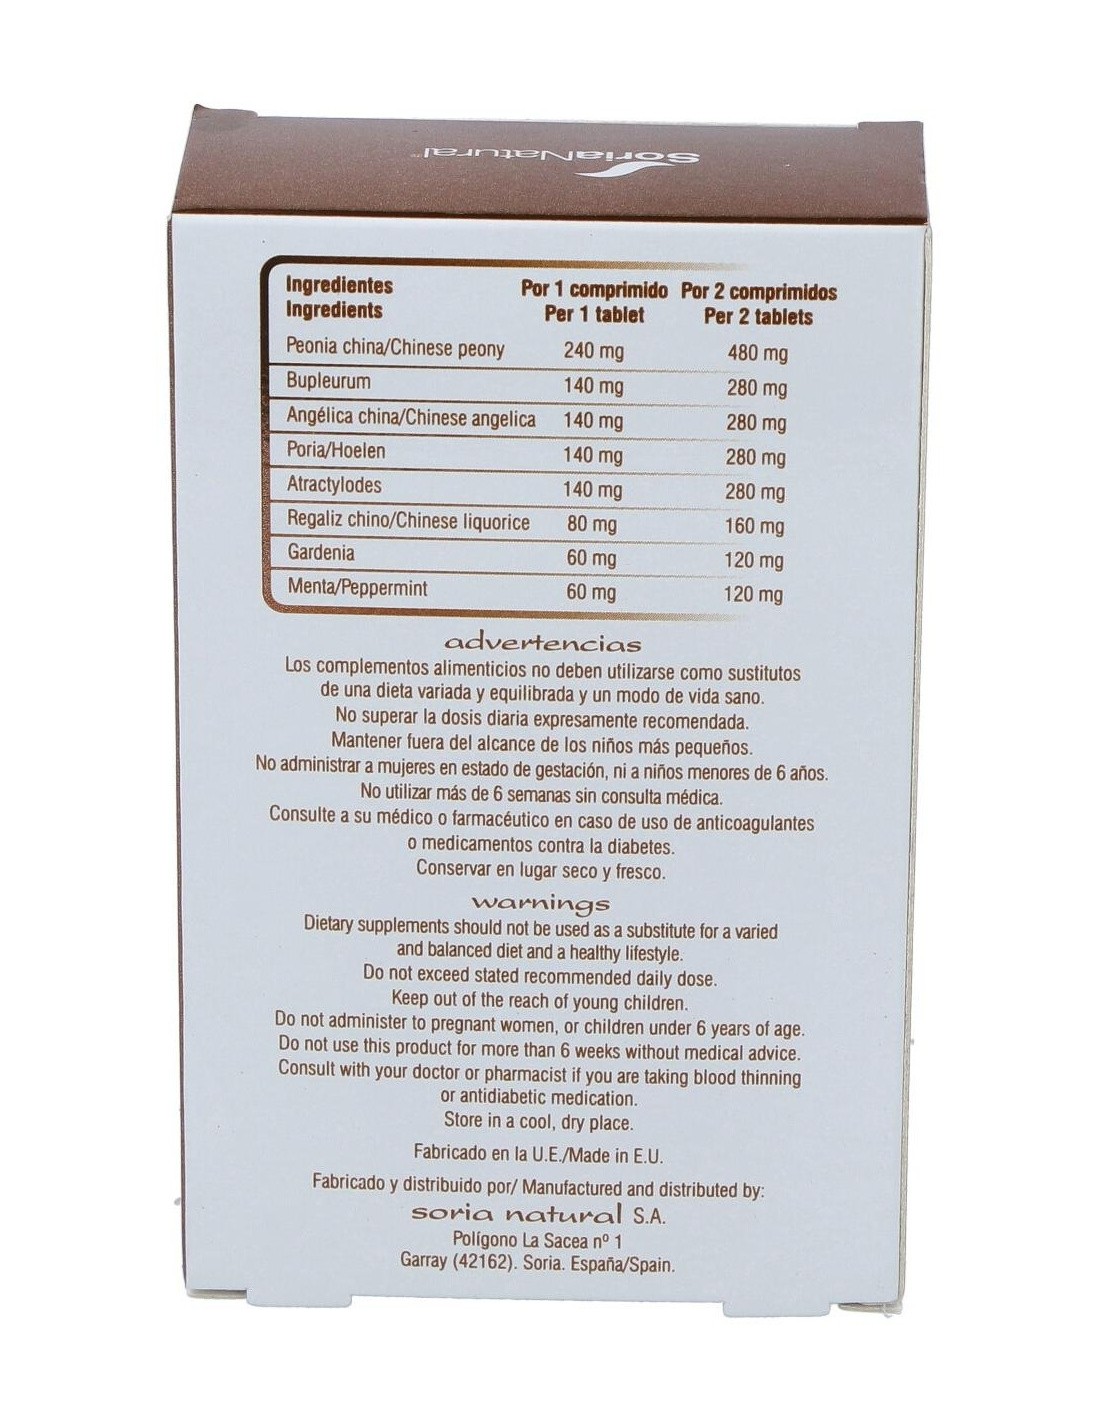 SoriaNatural
Ingredientes Por 1 comprimido Por 2 comprimidos
Ingredients Per 1 tablet Per 2 tablets
Peonia china/Chinese peony 240 mg 480 mg
Bupleurum 140 mg 280 mg
Angélica china/Chinese angelica 140 mg 280 mg
Poria/Hoelen 140 mg 280 mg
Atractylodes 140 mg 280 mg
Regaliz chino/Chinese liquorice 80 mg 160 mg
Gardenia 60 mg 120 mg
Menta/Peppermint 60 mg 120 mg
advertencias
Los complementos alimenticios no deben utilizarse como sustitutos
de una dieta variada y equilibrada y un modo de vida sano.
No superar la dosis diaria expresamente recomendada.
Mantener fuera del alcance de los niños más pequeños.
No administrar a mujeres en estado de gestación, ni a niños menores de 6 años.
No utilizar más de 6 semanas sin consulta médica.
Consulte a su médico o farmacéutico en caso de uso de anticoagulantes
o medicamentos contra la diabetes.
Conservar en lugar seco y fresco.
warnings
Dietary supplements should not be used as a substitute for a varied
and balanced diet and a healthy lifestyle.
Do not exceed stated recommended daily dose.
Keep out of the reach of young children.
Do not administer to pregnant women, or children under 6 years of age.
Do not use this product for more than 6 weeks without medical advice.
Consult with your doctor or pharmacist if you are taking blood thinning
or antidiabetic medication.
Store in a cool, dry place.
Fabricado en la U.E./Made in E.U.
Fabricado y distribuido por/ Manufactured and distributed by:
soria natural S.A.
Polígono La Sacea nº 1
Garray (42162). Soria. España/Spain.